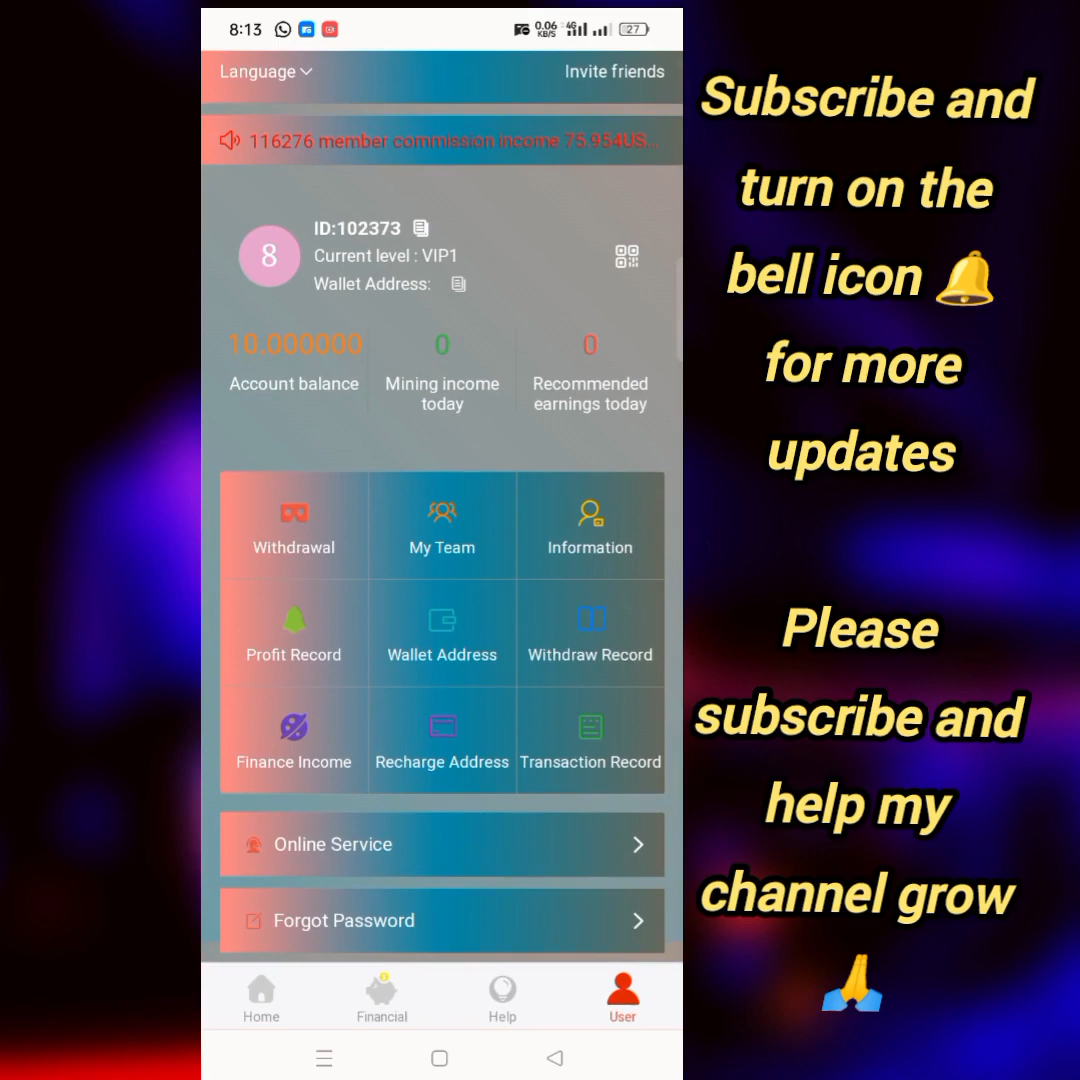 8:13
0.06
KB/S
4G
27
Language
Invite friends
116276 member commission income 75.954US...
8
ID:102373
Current level : VIP1
Wallet Address:
10.000000
0
0
Account balance
Mining income
today
Recommended
earnings today
Withdrawal
My Team
Information
Profit Record
Wallet Address
Withdraw Record
Finance Income
Recharge Address
Transaction Record
Online Service
Forgot Password
Home
Financial
Help
User
Subscribe and
turn on the
bell icon 🔔
for more
updates
Please
subscribe and
help my
channel grow
🙏